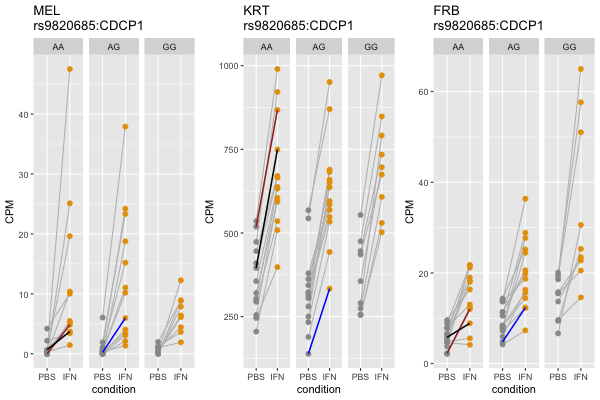 MEL
rs9820685:CDCP1
AA AG GG
CPM
40
30
20
10
0
PBS IFN PBS IFN PBS IFN
condition
KRT
rs9820685:CDCP1
AA AG GG
CPM
1000
750
500
250
PBS IFN PBS IFN PBS IFN
condition
FRB
rs9820685:CDCP1
AA AG GG
CPM
60
40
20
0
PBS IFN PBS IFN PBS IFN
condition